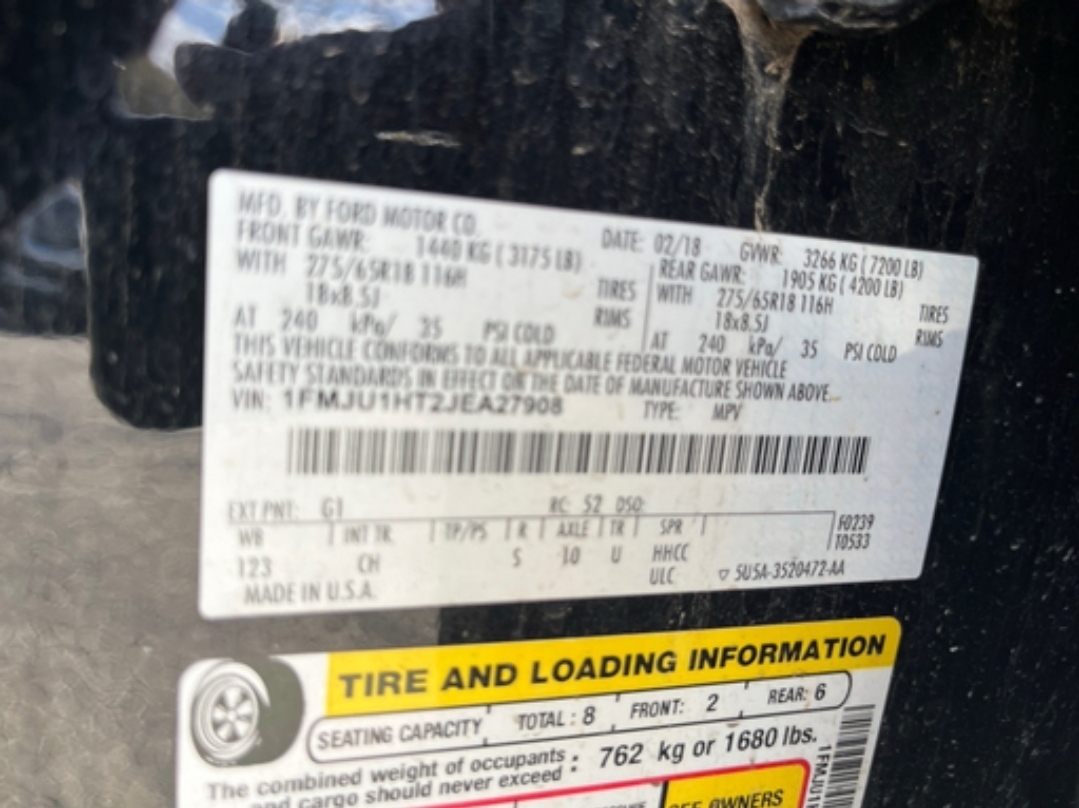 MFD. BY FORD MOTOR CO.
DATE: 02/18 GVWR: 3266 KG ( 7200 LB)
FRONT GAWR: 1440 KG ( 3175 LB)
WITH 275/65R18 116H TIRES
18x8.5J RIMS
AT 240 kPa/ 35 PSI COLD
REAR GAWR: 1905 KG ( 4200 LB)
WITH 275/65R18 116H TIRES
18x8.5J RIMS
AT 240 kPa/ 35 PSI COLD
THIS VEHICLE CONFORMS TO ALL APPLICABLE FEDERAL MOTOR VEHICLE
SAFETY STANDARDS IN EFFECT ON THE DATE OF MANUFACTURE SHOWN ABOVE.
VIN: 1FMJU1HT2JEA27908 TYPE: MPV
EXT PNT: G1 RC: 52 DSO:
WB INT TR TP/PS R AXLE TR SPR
F0239
T0533
123 CH S 10 U HHCC
ULC ▽ 5U5A-3520472-AA
MADE IN U.S.A.
TIRE AND LOADING INFORMATION
SEATING CAPACITY TOTAL : 8 FRONT: 2 REAR: 6
The combined weight of occupants
and cargo should never exceed : 762 kg or 1680 lbs.
SEE OWNERS
1FMJU1